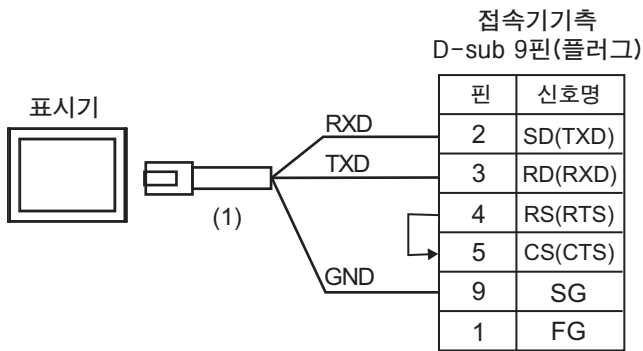 접속기기측
D-sub 9핀(플러그)
표시기
핀 신호명
RXD 2 SD(TXD)
TXD 3 RD(RXD)
(1) 4 RS(RTS)
5 CS(CTS)
GND 9 SG
1 FG